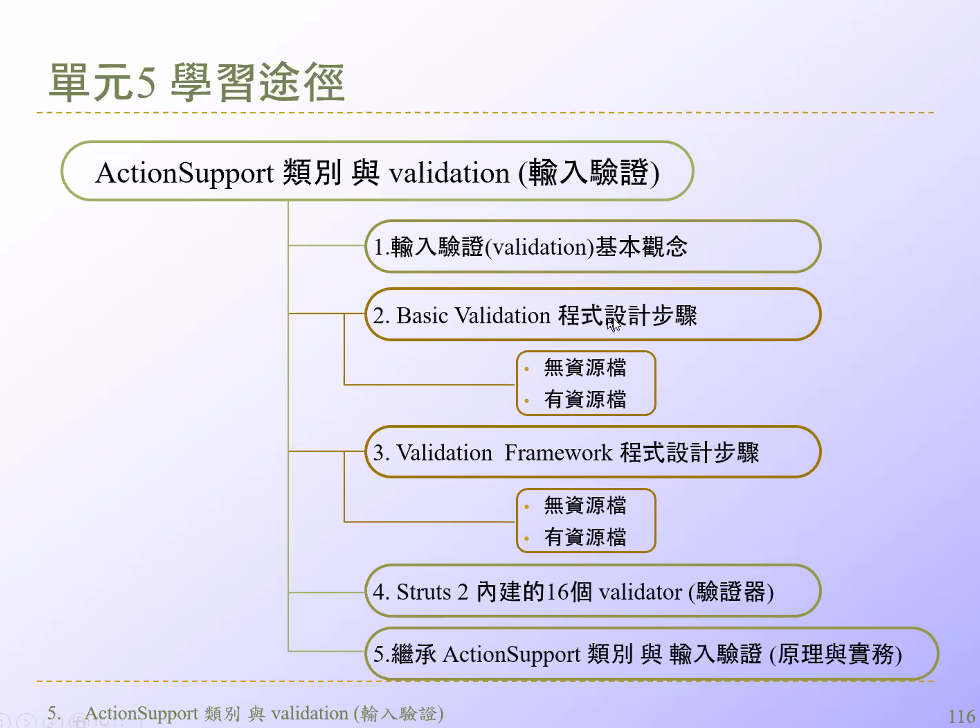 單元5 學習途徑
ActionSupport 類別 與 validation (輸入驗證)
1.輸入驗證(validation)基本觀念
2. Basic Validation 程式設計步驟
• 無資源檔
• 有資源檔
3. Validation Framework 程式設計步驟
• 無資源檔
• 有資源檔
4. Struts 2 內建的16個 validator (驗證器)
5.繼承 ActionSupport 類別 與 輸入驗證 (原理與實務)
5. ActionSupport 類別 與 validation (輸入驗證)
116